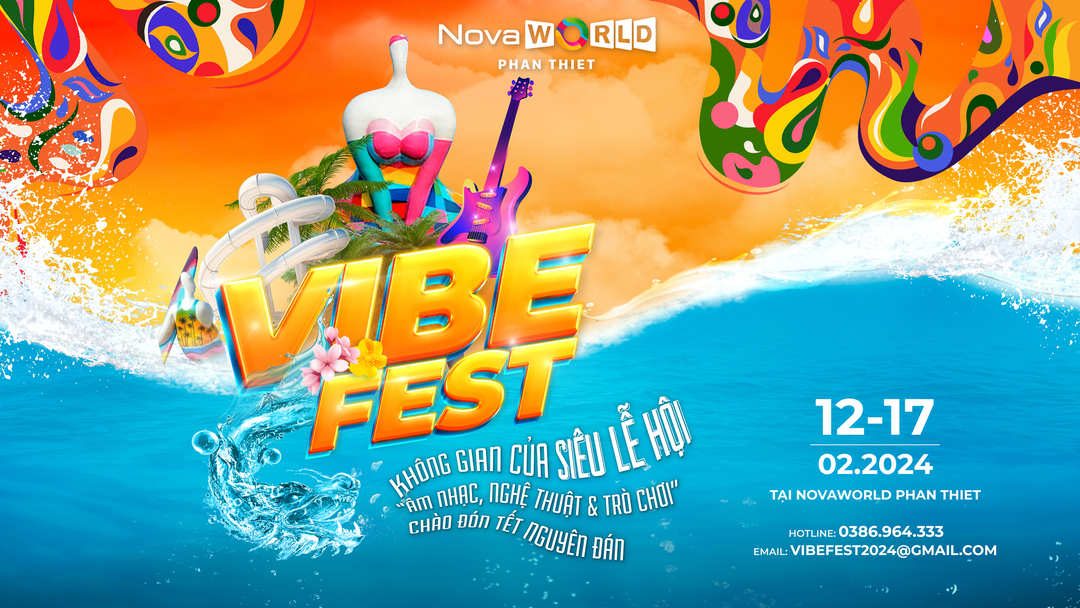 NovaWORLD
PHAN THIET
VIBE
FEST
KHÔNG GIAN CỦA SIÊU LỄ HỘI
"ÂM NHẠC, NGHỆ THUẬT & TRÒ CHƠI"
CHÀO ĐÓN TẾT NGUYÊN ĐÁN
12-17
02.2024
TẠI NOVAWORLD PHAN THIET
HOTLINE: 0386.964.333
EMAIL: VIBEFEST2024@GMAIL.COM